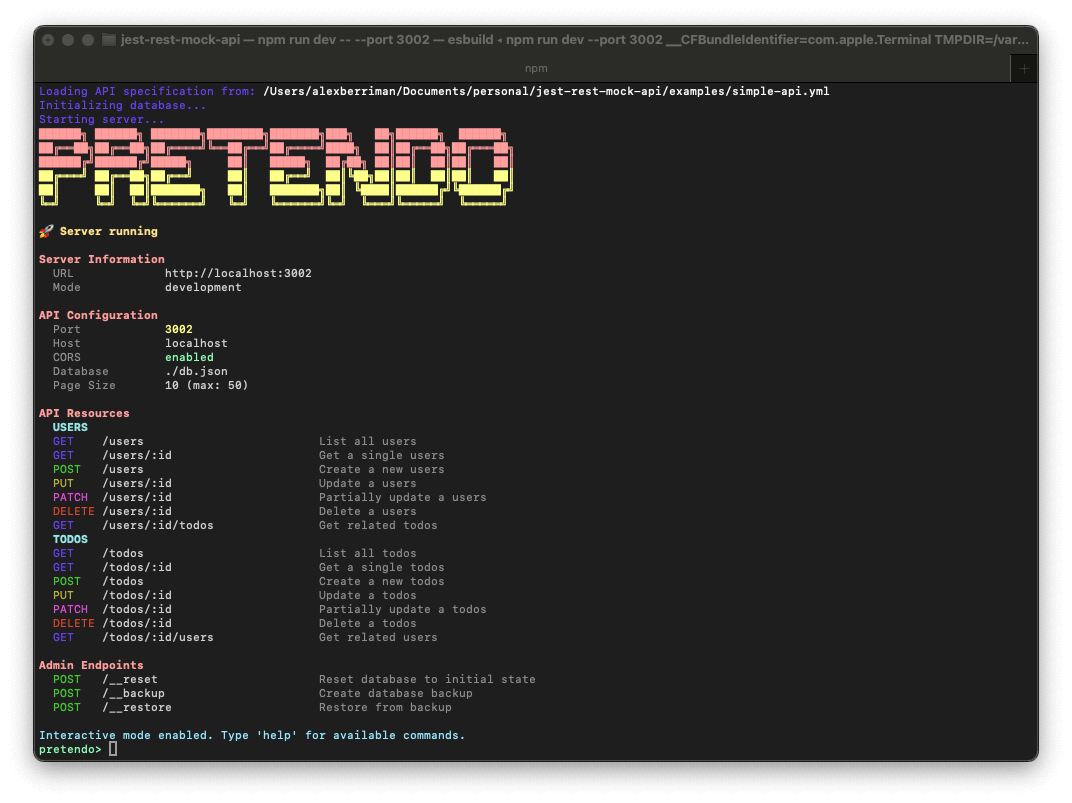 jest-rest-mock-api — npm run dev -- --port 3002 — esbuild ◂ npm run dev --port 3002 __CFBundleIdentifier=com.apple.Terminal TMPDIR=/var...
npm
Loading API specification from: /Users/alexberriman/Documents/personal/jest-rest-mock-api/examples/simple-api.yml
Initializing database...
Starting server...
PRETENDO
🚀 Server running
Server Information
URL http://localhost:3002
Mode development
API Configuration
Port 3002
Host localhost
CORS enabled
Database ./db.json
Page Size 10 (max: 50)
API Resources
USERS
GET /users List all users
GET /users/:id Get a single users
POST /users Create a new users
PUT /users/:id Update a users
PATCH /users/:id Partially update a users
DELETE /users/:id Delete a users
GET /users/:id/todos Get related todos
TODOS
GET /todos List all todos
GET /todos/:id Get a single todos
POST /todos Create a new todos
PUT /todos/:id Update a todos
PATCH /todos/:id Partially update a todos
DELETE /todos/:id Delete a todos
GET /todos/:id/users Get related users
Admin Endpoints
POST /__reset Reset database to initial state
POST /__backup Create database backup
POST /__restore Restore from backup
Interactive mode enabled. Type 'help' for available commands.
pretendo>